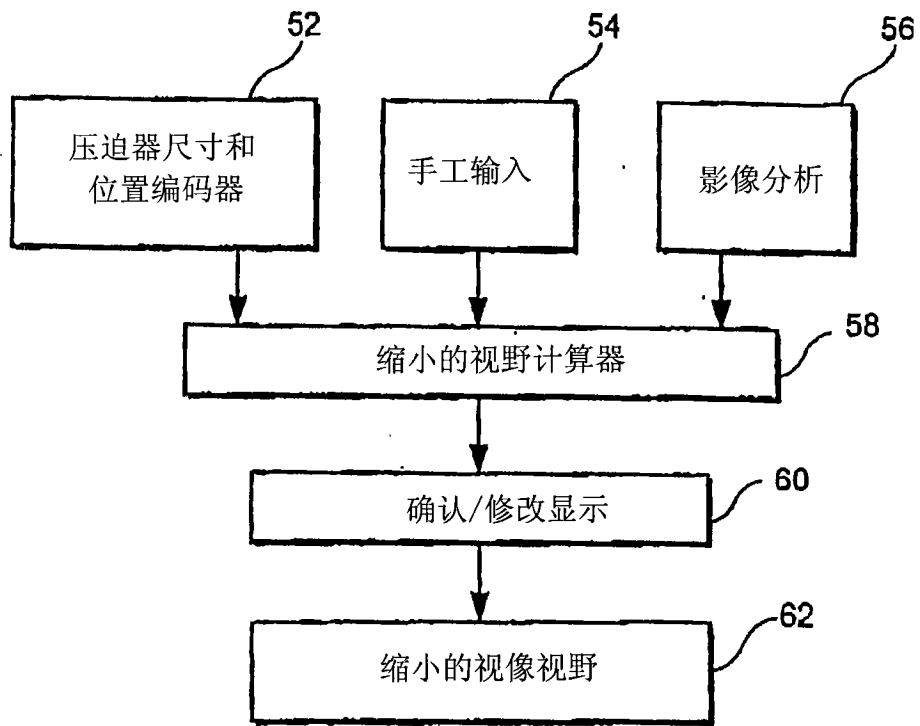 52
54
56
压迫器尺寸和
位置编码器
手工输入
影像分析
58
缩小的视野计算器
60
确认/修改显示
62
缩小的视像视野